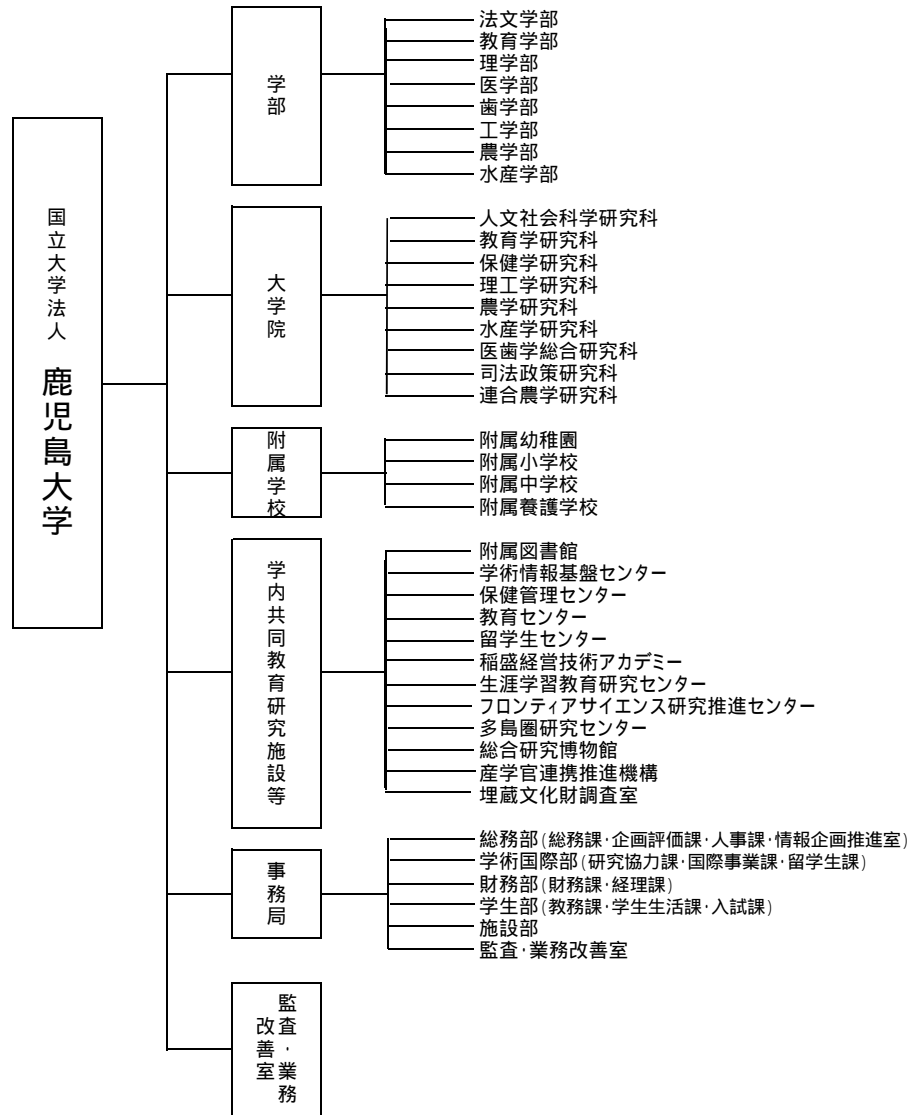 国立大学法人 鹿児島大学
学部
法文学部
教育学部
理学部
医学部
歯学部
工学部
農学部
水産学部
大学院
人文社会科学研究科
教育学研究科
保健学研究科
理工学研究科
農学研究科
水産学研究科
医歯学総合研究科
司法政策研究科
連合農学研究科
附属学校
附属幼稚園
附属小学校
附属中学校
附属養護学校
学内共同教育研究施設等
附属図書館
学術情報基盤センター
保健管理センター
教育センター
留学生センター
稲盛経営技術アカデミー
生涯学習教育研究センター
フロンティアサイエンス研究推進センター
多島圏研究センター
総合研究博物館
産学官連携推進機構
埋蔵文化財調査室
事務局
総務部(総務課・企画評価課・人事課・情報企画推進室)
学術国際部(研究協力課・国際事業課・留学生課)
財務部(財務課・経理課)
学生部(教務課・学生生活課・入試課)
施設部
監査・業務改善室
監査・業務
改善室